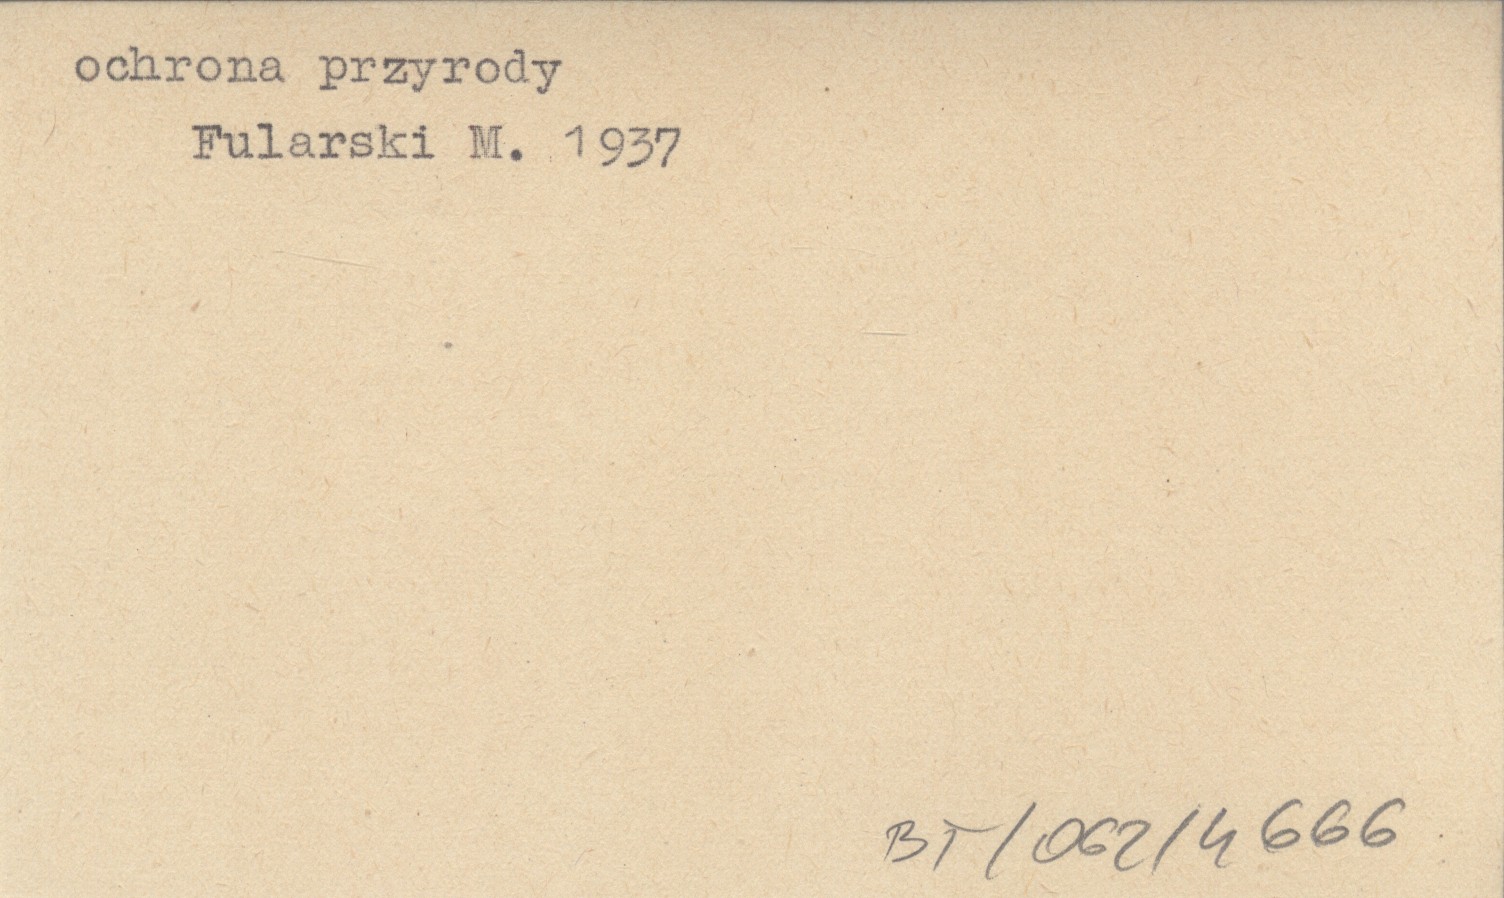 ochrona przyrody
Fularski M. 1937
BT/062/4666